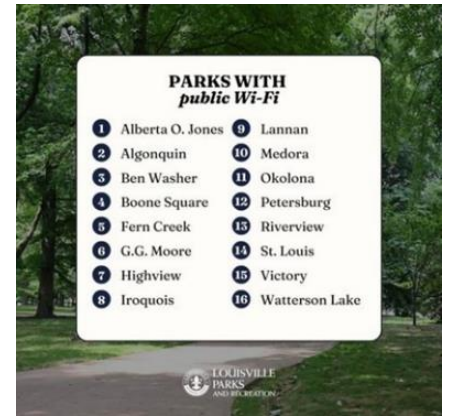 PARKS WITH
public Wi-Fi
1 Alberta O. Jones
2 Algonquin
3 Ben Washer
4 Boone Square
5 Fern Creek
6 G.G. Moore
7 Highview
8 Iroquois
9 Lannan
10 Medora
11 Okolona
12 Petersburg
13 Riverview
14 St. Louis
15 Victory
16 Watterson Lake
LOUISVILLE
PARKS
AND RECREATION